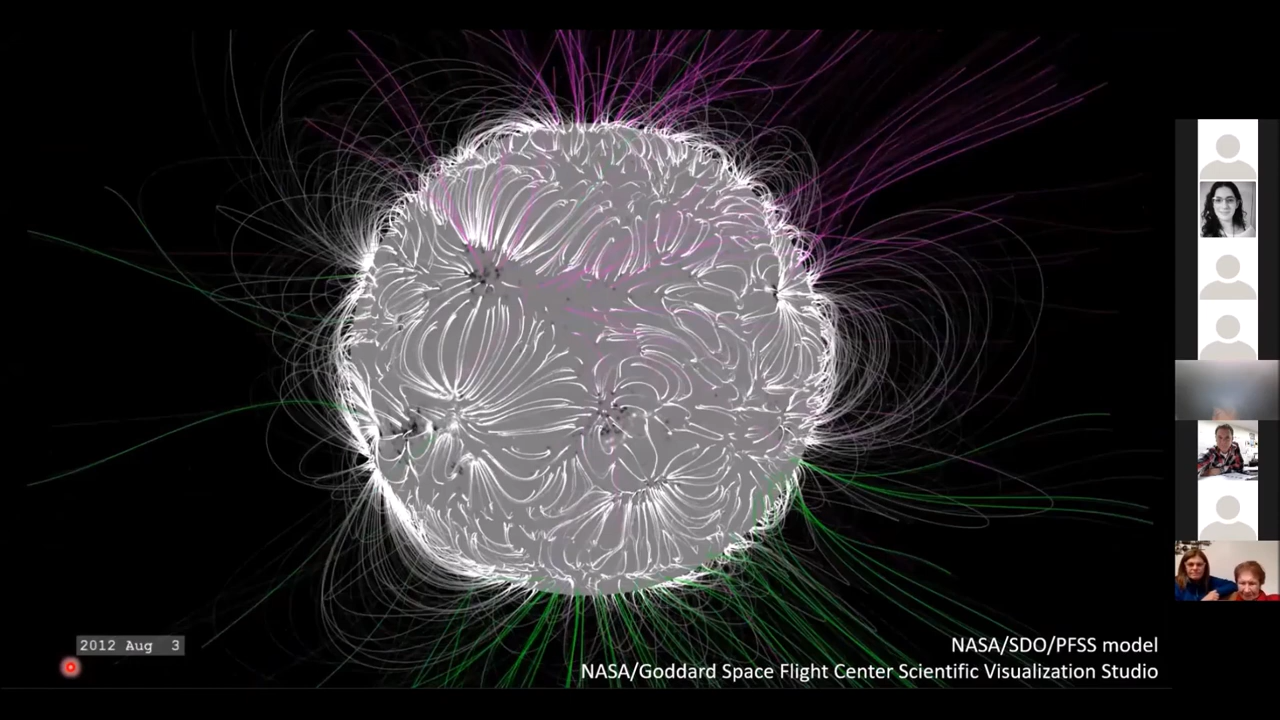 2012 Aug 3
NASA/SDO/PFSS model
NASA/Goddard Space Flight Center Scientific Visualization Studio